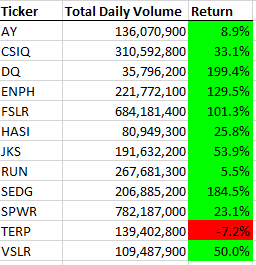 Ticker Total Daily Volume Return
AY 136,070,900 8.9%
CSIQ 310,592,800 33.1%
DQ 35,796,200 199.4%
ENPH 221,772,100 129.5%
FSLR 684,181,400 101.3%
HASI 80,949,300 25.8%
JKS 191,632,200 53.9%
RUN 267,681,300 5.5%
SEDG 206,885,200 184.5%
SPWR 782,187,000 23.1%
TERP 139,402,800 -7.2%
VSLR 109,487,900 50.0%